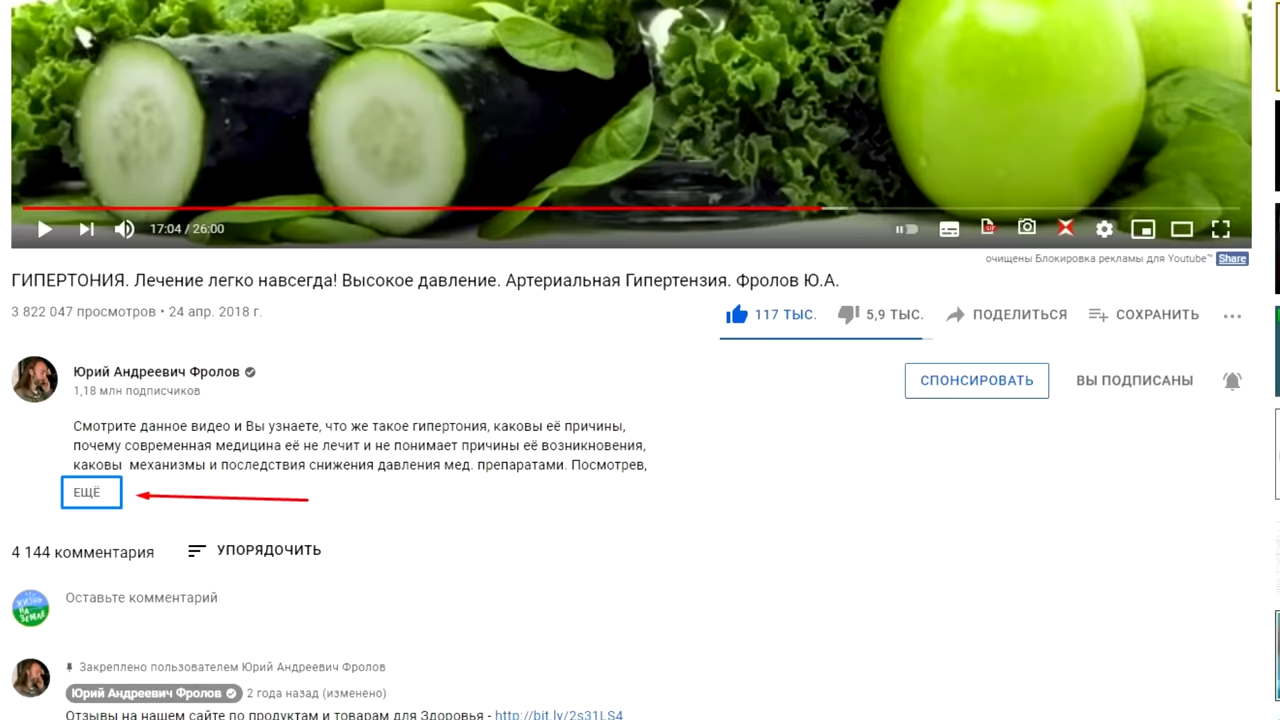 17:04 / 26:00
GIF
очищены Блокировка рекламы для Youtube™ Share
ГИПЕРТОНИЯ. Лечение легко навсегда! Высокое давление. Артериальная Гипертензия. Фролов Ю.А.
3 822 047 просмотров • 24 апр. 2018 г.
117 ТЫС. 5,9 ТЫС. ПОДЕЛИТЬСЯ СОХРАНИТЬ
Юрий Андреевич Фролов
1,18 млн подписчиков
СПОНСИРОВАТЬ ВЫ ПОДПИСАНЫ
Смотрите данное видео и Вы узнаете, что же такое гипертония, каковы её причины,
почему современная медицина её не лечит и не понимает причины её возникновения,
каковы механизмы и последствия снижения давления мед. препаратами. Посмотрев,
ЕЩЁ
4 144 комментария УПОРЯДОЧИТЬ
ЖИЗНЬ
НА
ЗЕМЛЕ
Оставьте комментарий
Закреплено пользователем Юрий Андреевич Фролов
Юрий Андреевич Фролов 2 года назад (изменено)
Отзывы на нашем сайте по продуктам и товарам для Здоровья - http://bit.ly/2s31LS4